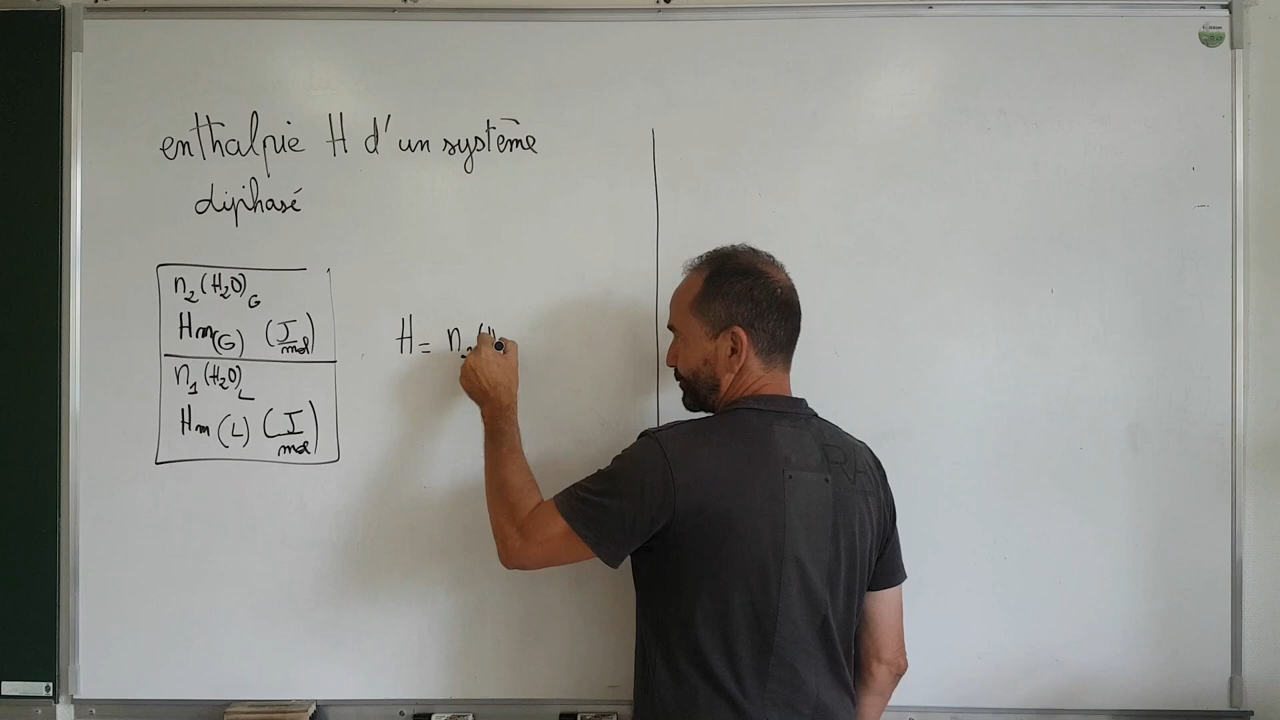 enthalpie H d'un système
diphasé
n₂ (H₂O)G
Hm(G) (J/mol)
n₁ (H₂O)L
Hm (L) (J/mol)
H = n